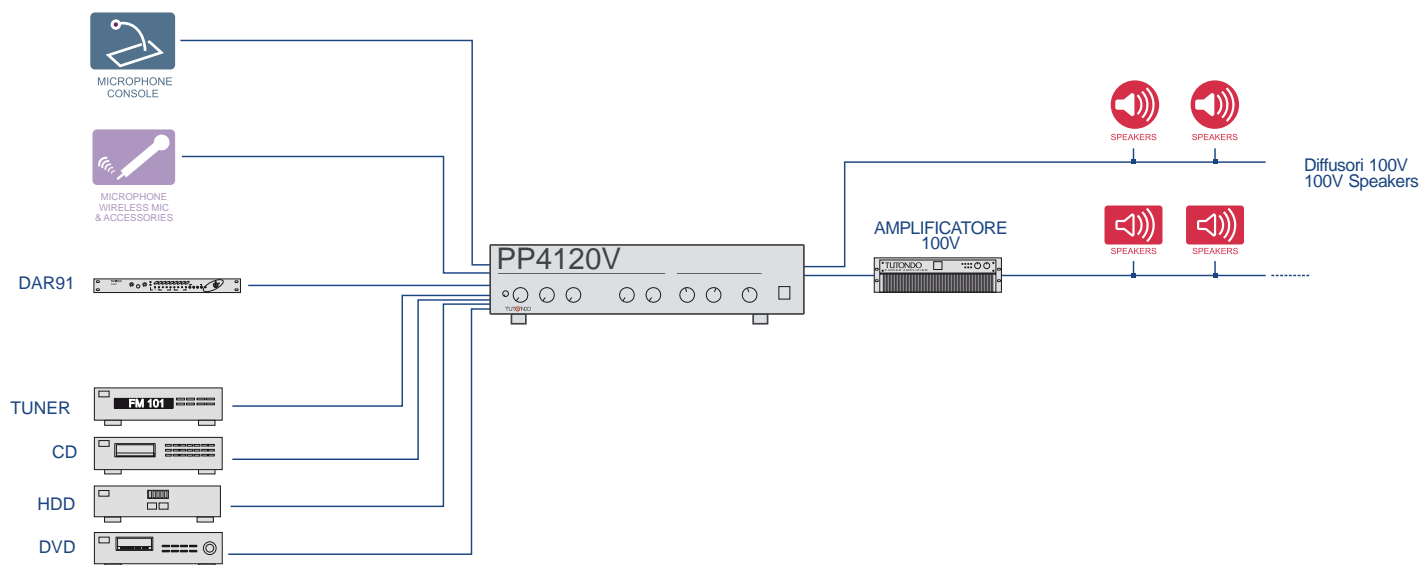 MICROPHONE
CONSOLE
MICROPHONE
WIRELESS MIC
& ACCESSORIES
DAR91
TUNER
FM 101
CD
HDD
DVD
PP4120V
TUTONDO
AMPLIFICATORE
100V
TUTONDO
SPEAKERS
SPEAKERS
Diffusori 100V
100V Speakers
SPEAKERS
SPEAKERS